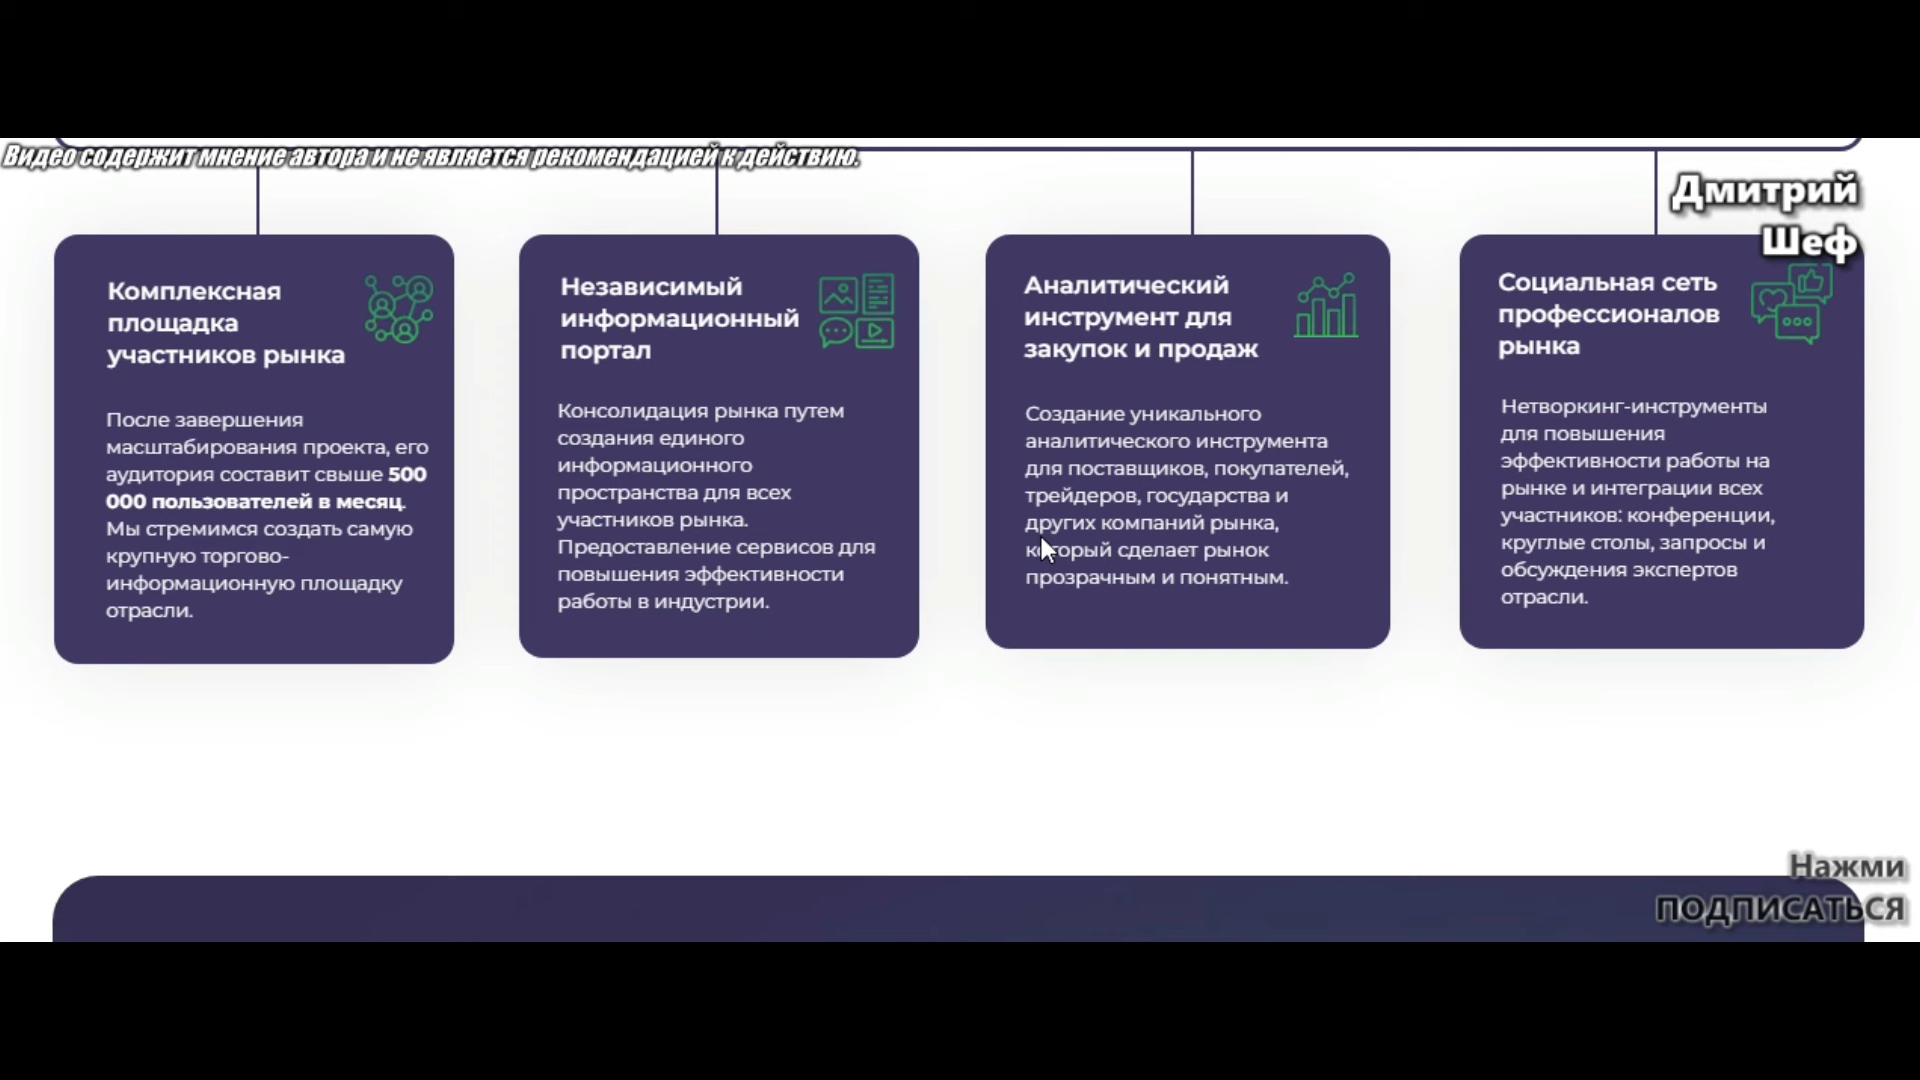 Видео содержит мнение автора и не является рекомендацией к действию.
Дмитрий
Шеф
Комплексная
площадка
участников рынка
После завершения
масштабирования проекта, его
аудитория составит свыше 500
000 пользователей в месяц.
Мы стремимся создать самую
крупную торгово-
информационную площадку
отрасли.
Независимый
информационный
портал
Консолидация рынка путем
создания единого
информационного
пространства для всех
участников рынка.
Предоставление сервисов для
повышения эффективности
работы в индустрии.
Аналитический
инструмент для
закупок и продаж
Создание уникального
аналитического инструмента
для поставщиков, покупателей,
трейдеров, государства и
других компаний рынка,
который сделает рынок
прозрачным и понятным.
Социальная сеть
профессионалов
рынка
Нетворкинг-инструменты
для повышения
эффективности работы на
рынке и интеграции всех
участников: конференции,
круглые столы, запросы и
обсуждения экспертов
отрасли.
Нажми
ПОДПИСАТЬСЯ